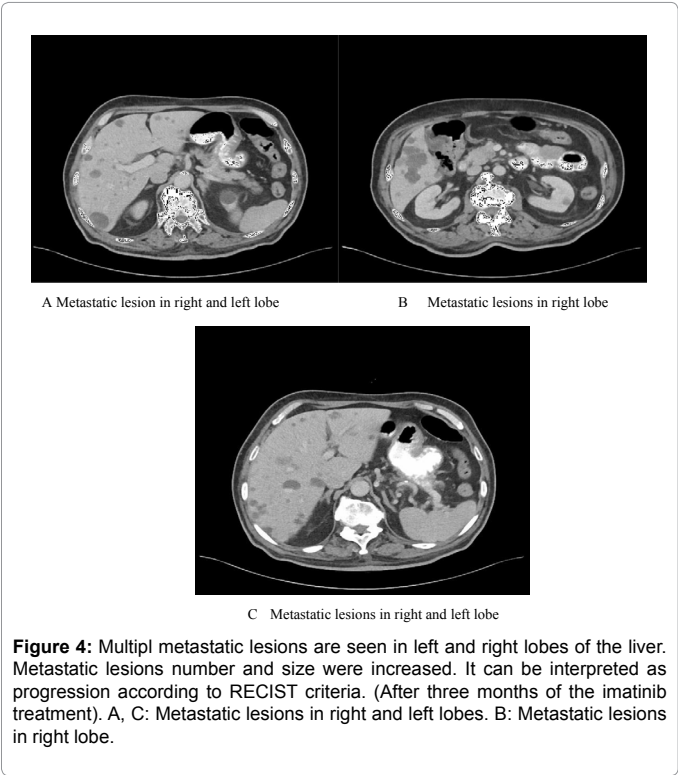 A Metastatic lesion in right and left lobe
B Metastatic lesions in right lobe
C Metastatic lesions in right and left lobe
Figure 4: Multipl metastatic lesions are seen in left and right lobes of the liver.
Metastatic lesions number and size were increased. It can be interpreted as
progression according to RECIST criteria. (After three months of the imatinib
treatment). A, C: Metastatic lesions in right and left lobes. B: Metastatic lesions
in right lobe.